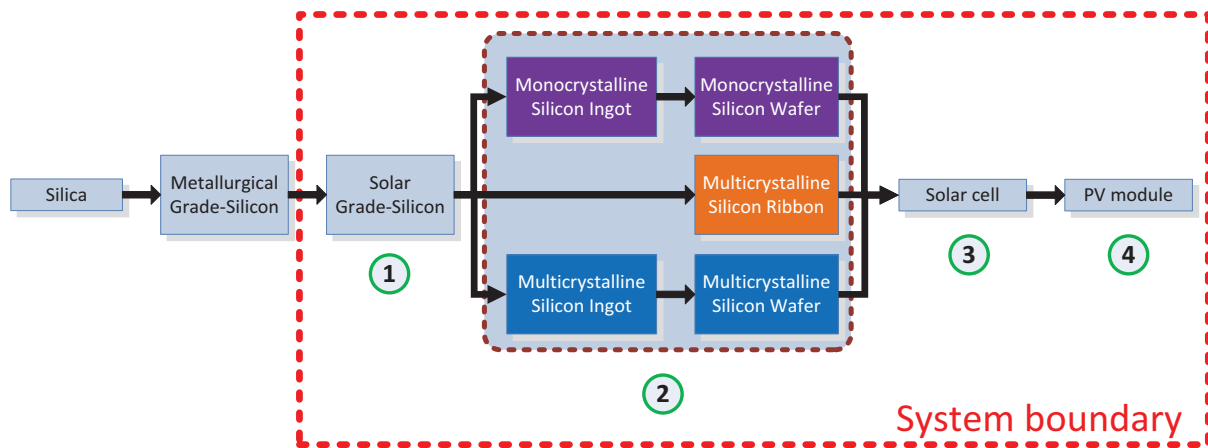 Silica
Metallurgical
Grade-Silicon
Solar
Grade-Silicon
1
Monocrystalline
Silicon Ingot
Monocrystalline
Silicon Wafer
Multicrystalline
Silicon Ribbon
Multicrystalline
Silicon Ingot
Multicrystalline
Silicon Wafer
2
Solar cell
3
PV module
4
System boundary